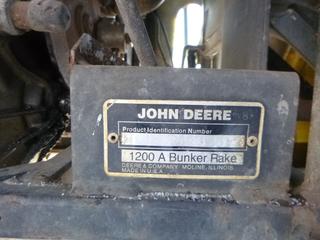 JOHN DEERE
Product Identification Number
1200 A Bunker Rake
DEERE & COMPANY MOLINE, ILLINOIS
MADE IN U.S.A.